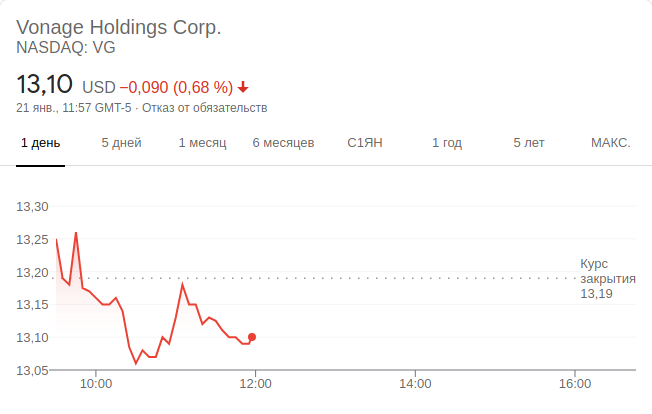 Vonage Holdings Corp.
NASDAQ: VG
13,10 USD −0,090 (0,68 %)
21 янв., 11:57 GMT-5 · Отказ от обязательств
1 день 5 дней 1 месяц 6 месяцев С1ЯН 1 год 5 лет МАКС.
13,30
13,25
13,20
13,15
13,10
13,05
Курс
закрытия
13,19
10:00 12:00 14:00 16:00